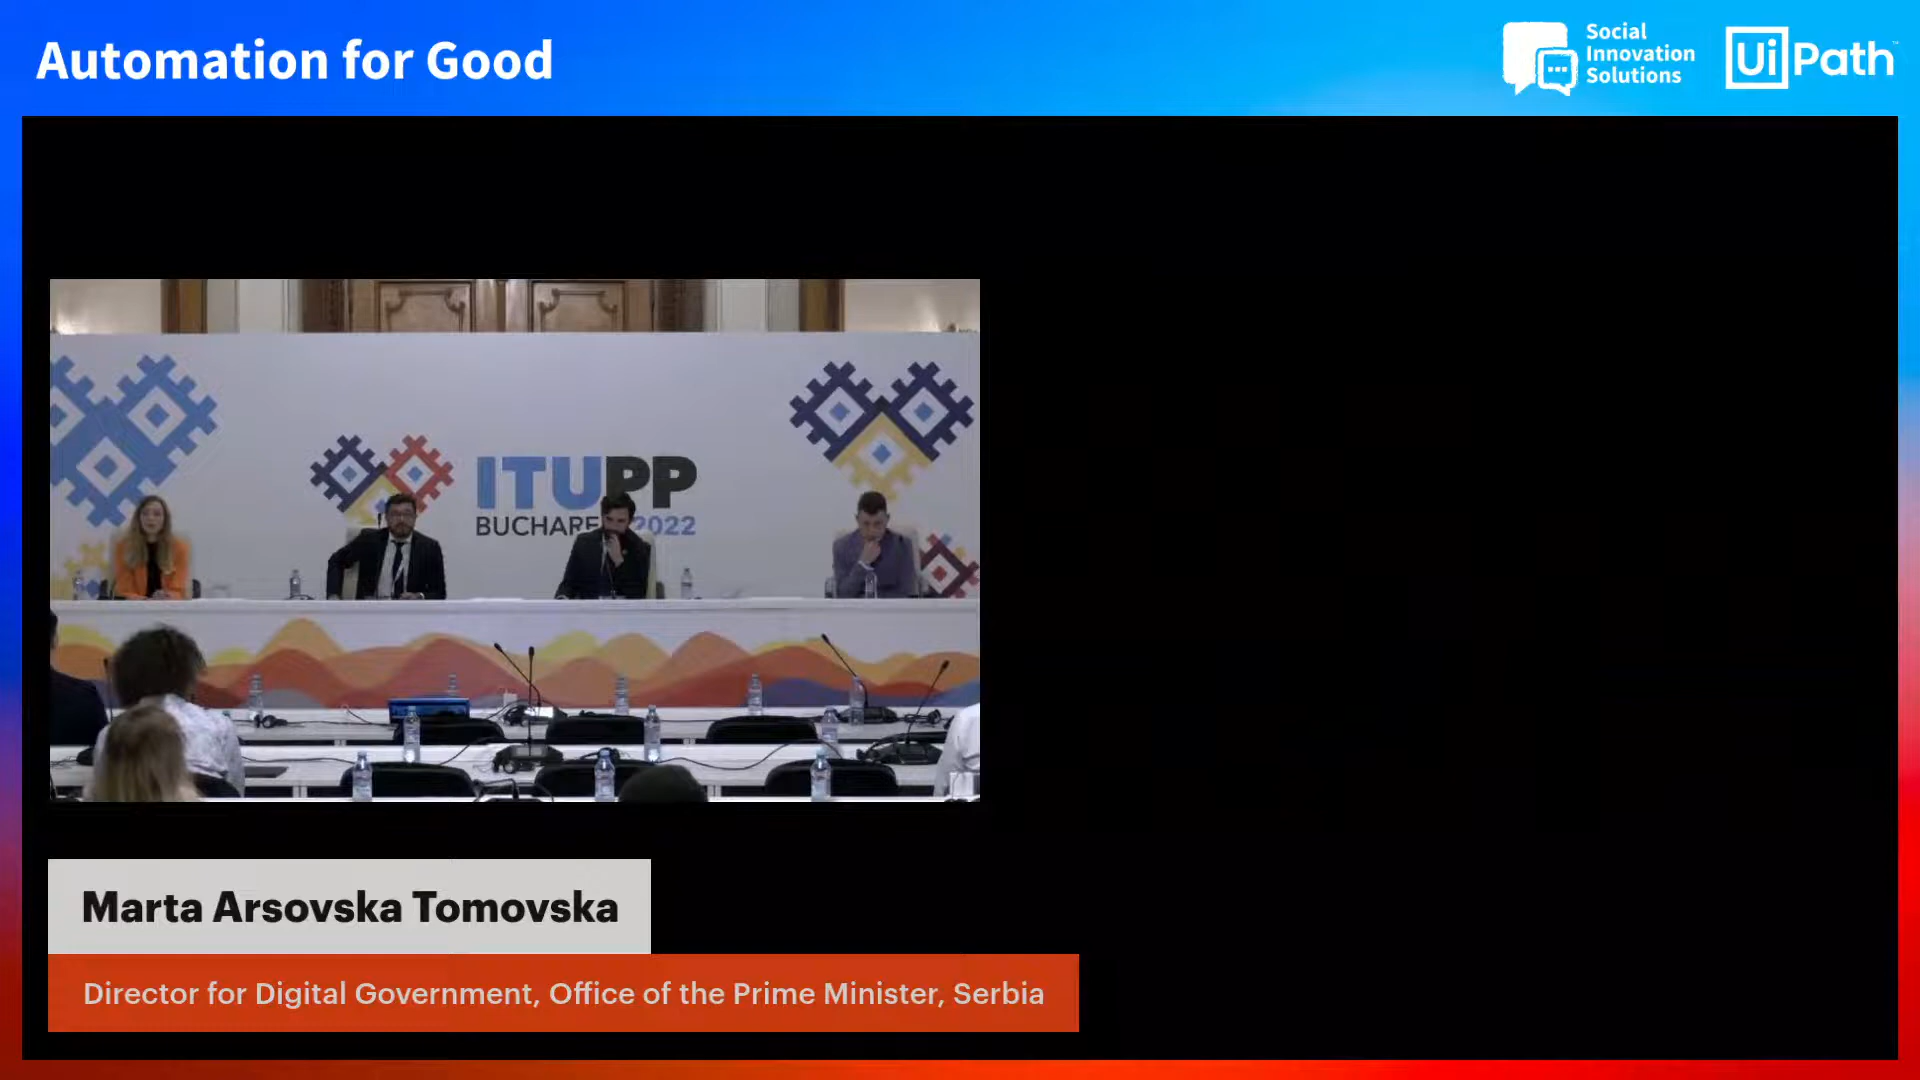 Automation for Good
Social
Innovation
Solutions
UiPath
ITUPP
BUCHARE 2022
Marta Arsovska Tomovska
Director for Digital Government, Office of the Prime Minister, Serbia